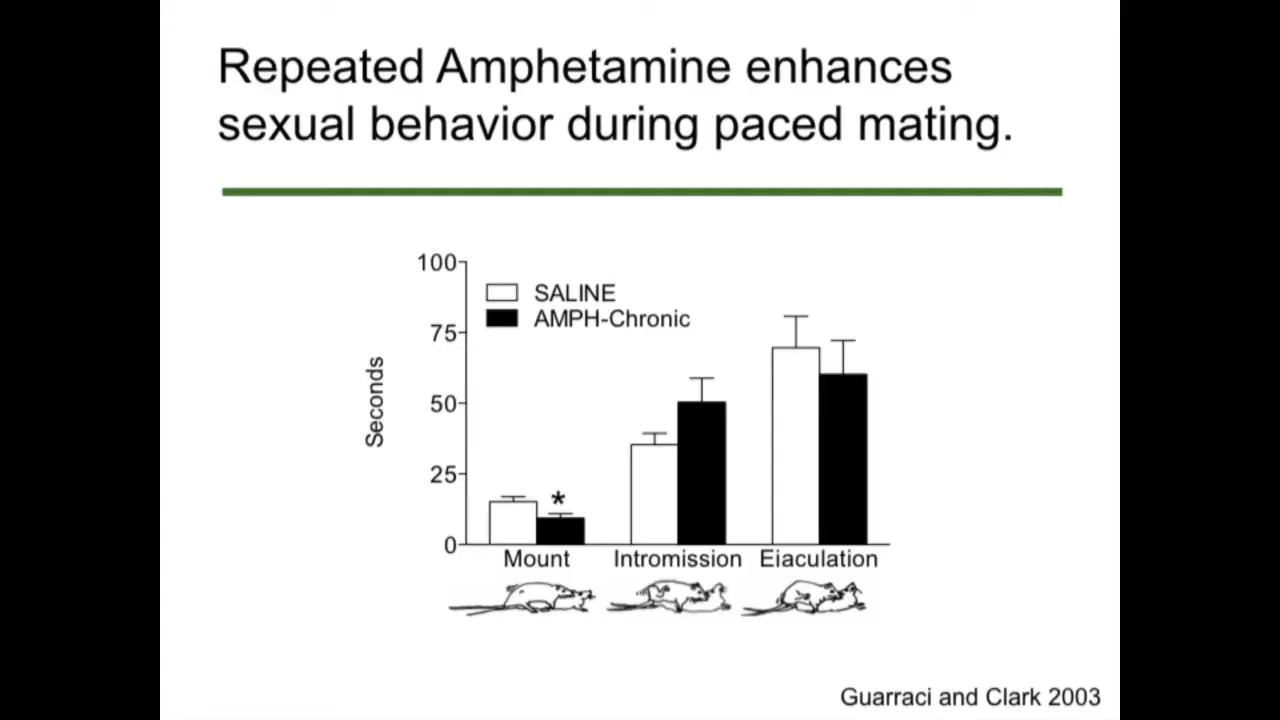 Repeated Amphetamine enhances
sexual behavior during paced mating.
100
75
50
25
0
Seconds
SALINE
AMPH-Chronic
*
Mount Intromission Ejaculation
Guarraci and Clark 2003